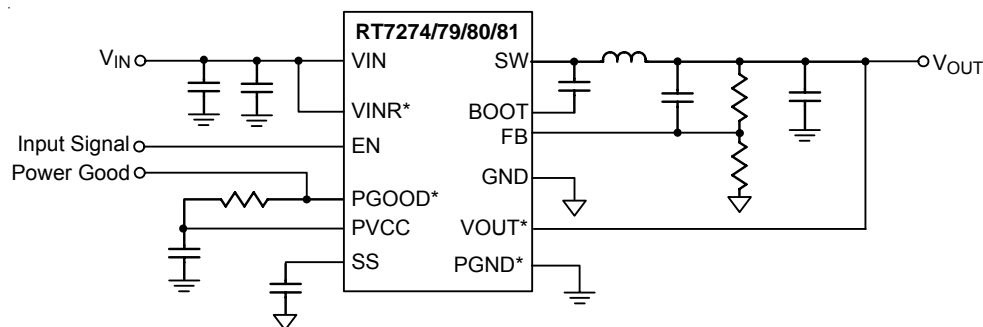 RT7274/79/80/81
VIN
VIN
SW
VOUT
VINR*
BOOT
FB
Input Signal
EN
Power Good
GND
PGOOD*
PVCC
VOUT*
SS
PGND*